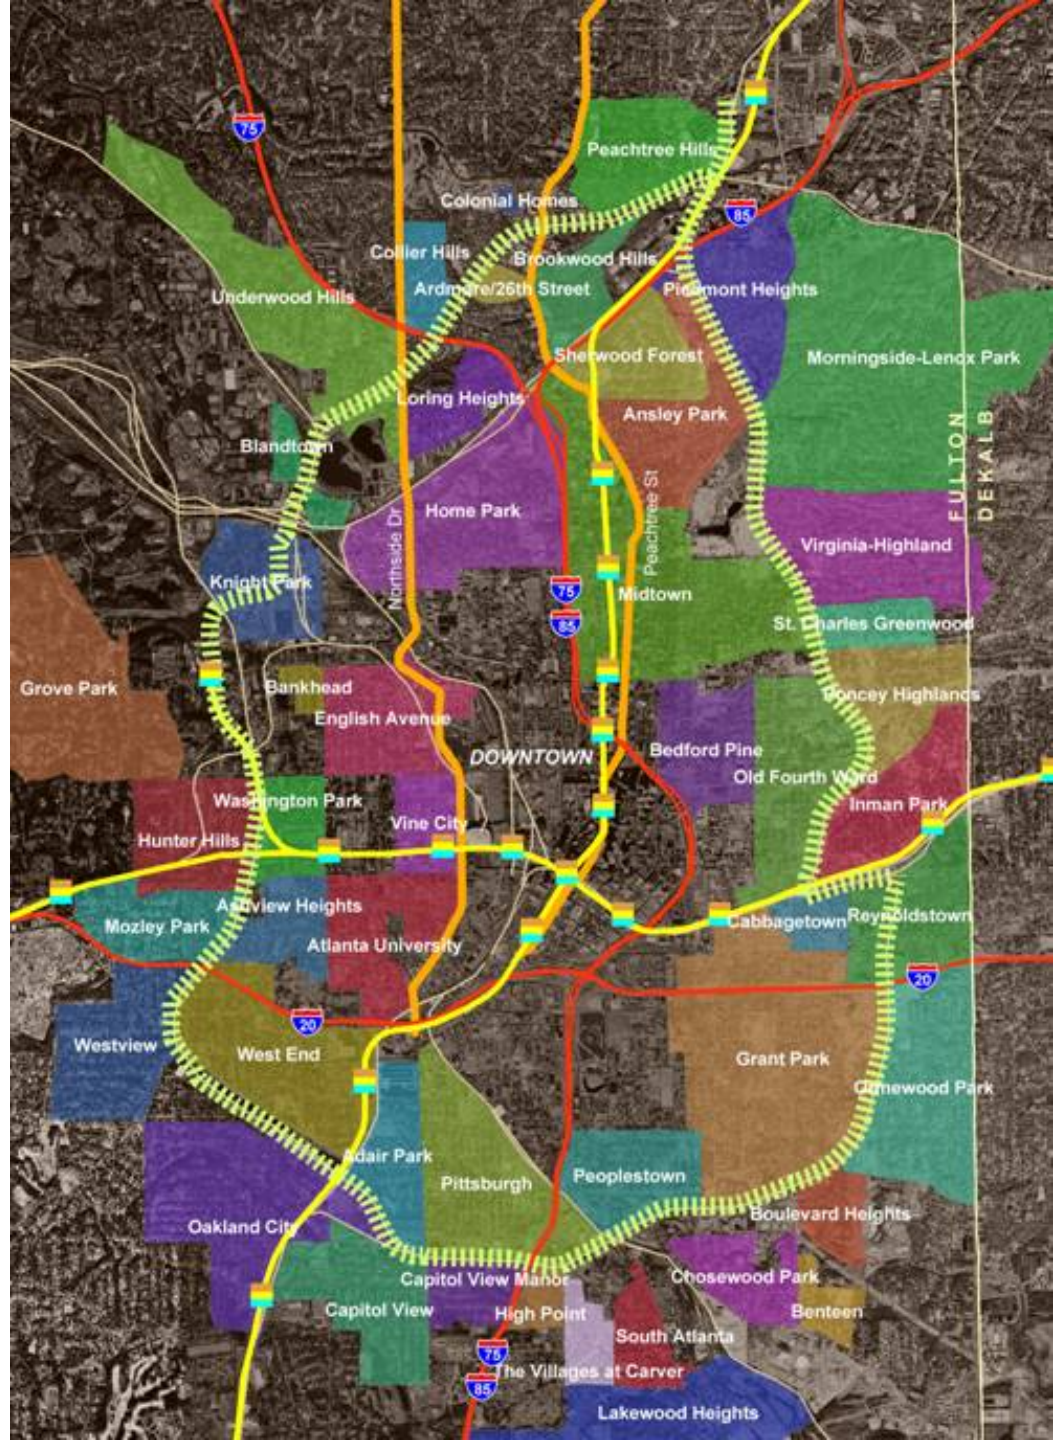 75
Peachtree Hills
Colonial Homes
85
Collier Hills
Brookwood Hills
Ardmore/26th Street
Piedmont Heights
Underwood Hills
Sherwood Forest
Morningside-Lenox Park
Loring Heights
Ansley Park
Blandtown
FULTON
DEKALB
Home Park
Peachtree St
Northside Dr
Virginia-Highland
Knight Park
75
Midtown
85
St. Charles Greenwood
Grove Park
Bankhead
Poncey Highlands
English Avenue
DOWNTOWN
Bedford Pine
Old Fourth Ward
Washington Park
Inman Park
Vine City
Hunter Hills
Ashview Heights
Mozley Park
Cabbagetown
Reynoldstown
Atlanta University
20
20
Westview
West End
Grant Park
Ormewood Park
Adair Park
Pittsburgh
Peoplestown
Oakland City
Boulevard Heights
Capitol View Manor
Chosewood Park
Capitol View
High Point
Benteen
South Atlanta
75
The Villages at Carver
85
Lakewood Heights